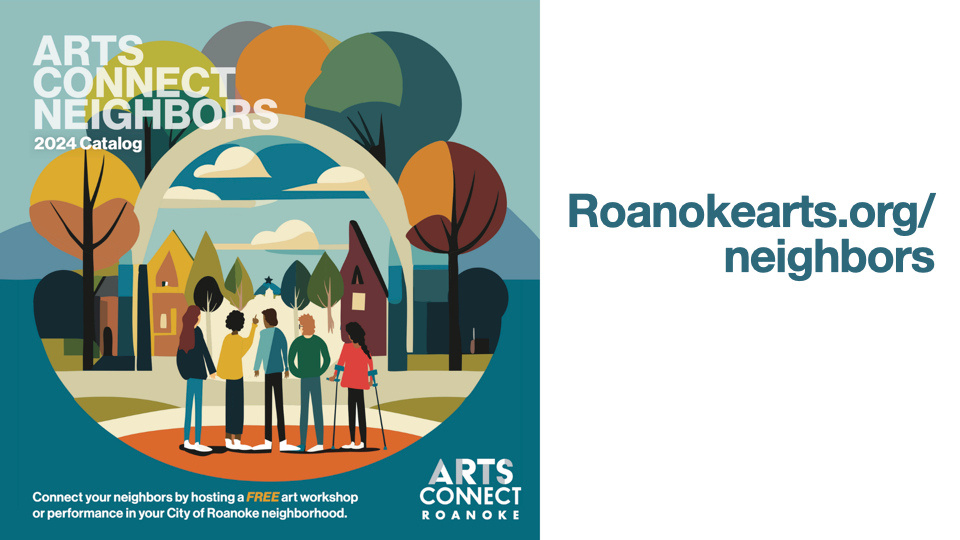 ARTS
CONNECT
NEIGHBORS
2024 Catalog
Connect your neighbors by hosting a FREE art workshop
or performance in your City of Roanoke neighborhood.
ARTS
CONNECT
ROANOKE
Roanokearts.org/
neighbors